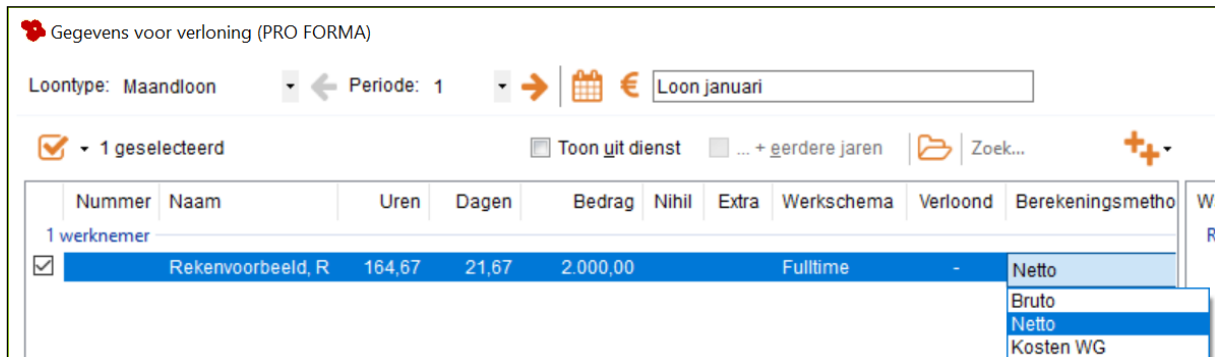 Gegevens voor verloning (PRO FORMA)
Loontype: Maandloon Periode: 1 € Loon januari
1 geselecteerd Toon uit dienst ... + eerdere jaren Zoek...
Nummer Naam Uren Dagen Bedrag Nihil Extra Werkschema Verloond Berekeningsmetho W
1 werknemer R
Rekenvoorbeeld, R 164,67 21,67 2.000,00 Fulltime - Netto
Bruto
Netto
Kosten WG